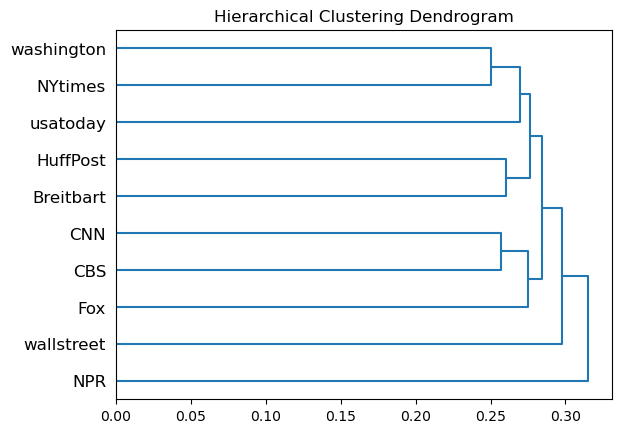 Hierarchical Clustering Dendrogram
washington
NYtimes
usatoday
HuffPost
Breitbart
CNN
CBS
Fox
wallstreet
NPR
0.00 0.05 0.10 0.15 0.20 0.25 0.30